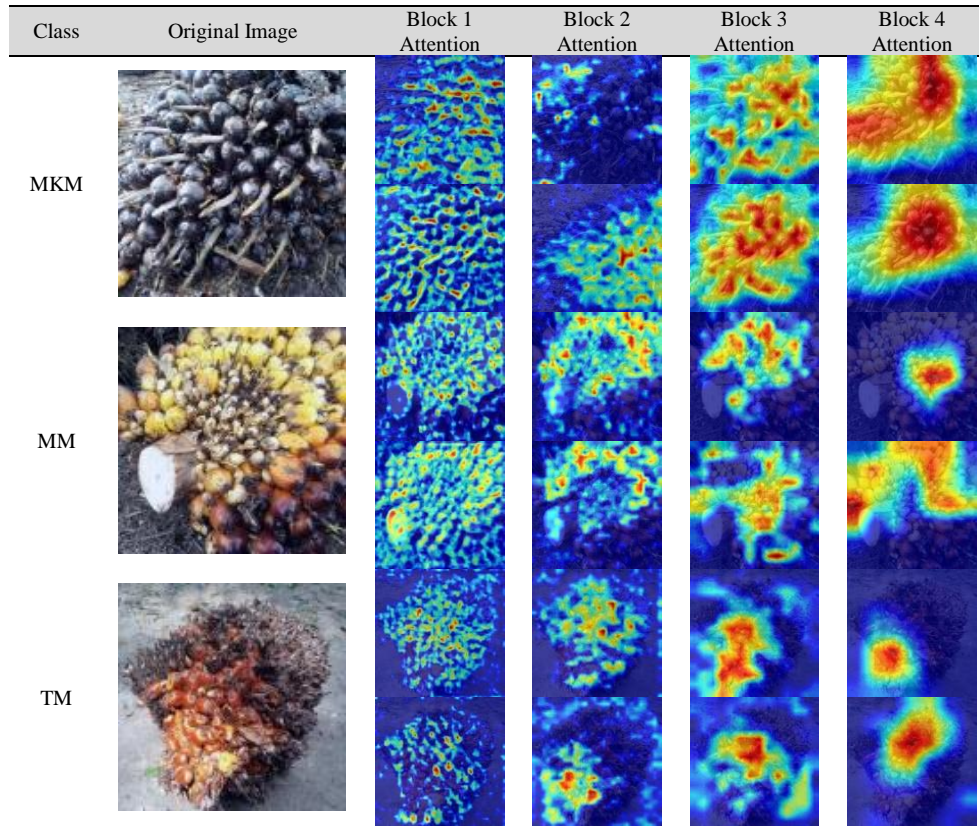 Class Original Image Block 1 Attention Block 2 Attention Block 3 Attention Block 4 Attention
MKM
MM
TM